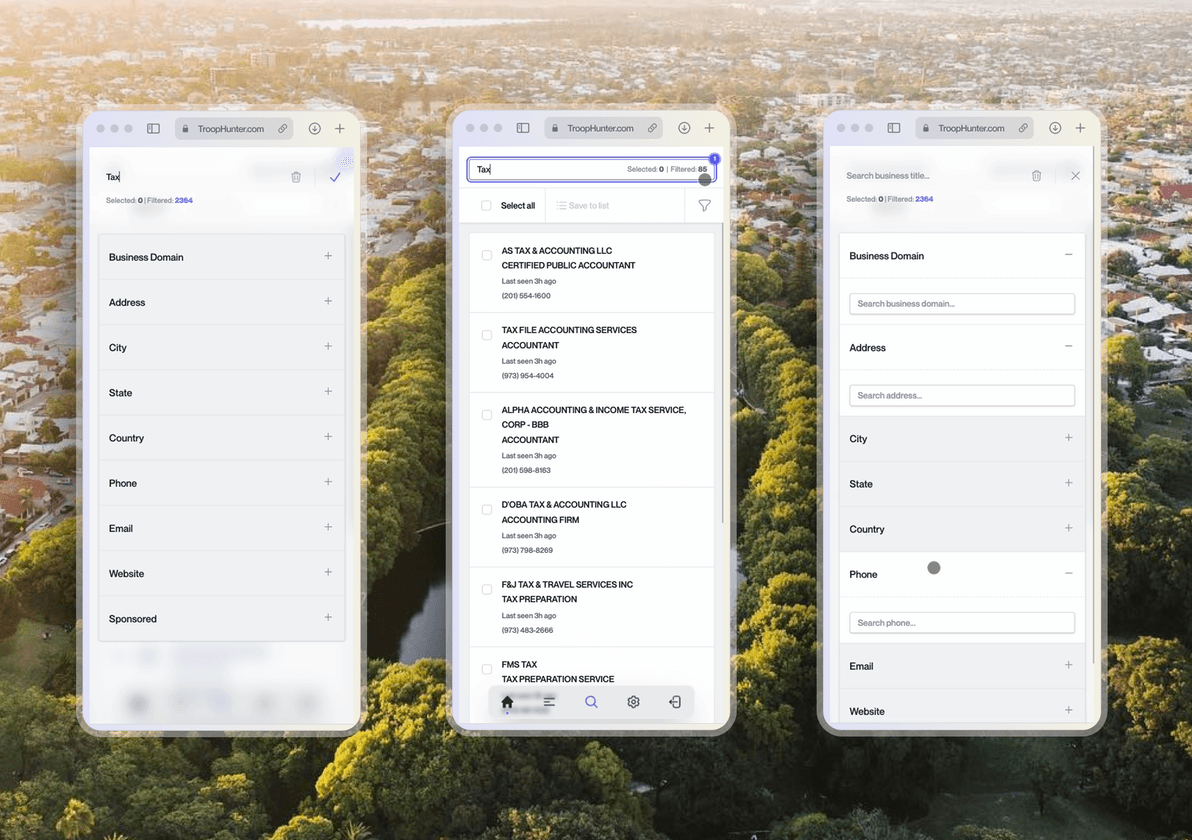 TroopHunter.com
Tax
Selected: 0 | Filtered: 2364
Business Domain
Address
City
State
Country
Phone
Email
Website
Sponsored
TroopHunter.com
1
Tax
Selected: 0 | Filtered: 85
Select all
Save to list
AS TAX & ACCOUNTING LLC
CERTIFIED PUBLIC ACCOUNTANT
Last seen 3h ago
(201) 554-1600
TAX FILE ACCOUNTING SERVICES
ACCOUNTANT
Last seen 3h ago
(973) 954-4004
ALPHA ACCOUNTING & INCOME TAX SERVICE,
CORP - BBB
ACCOUNTANT
Last seen 3h ago
(201) 598-8163
D'OBA TAX & ACCOUNTING LLC
ACCOUNTING FIRM
Last seen 3h ago
(973) 798-8269
F&J TAX & TRAVEL SERVICES INC
TAX PREPARATION
Last seen 3h ago
(973) 483-2666
FMS TAX
TAX PREPARATION SERVICE
TroopHunter.com
Search business title...
Selected: 0 | Filtered: 2364
Business Domain
Search business domain...
Address
Search address...
City
State
Country
Phone
Search phone...
Email
Website